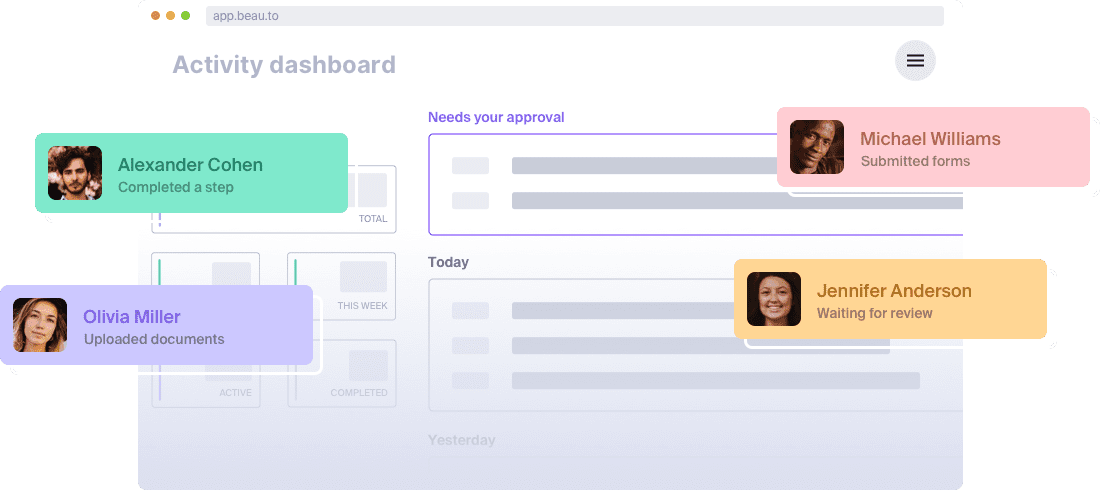 app.beau.to
Activity dashboard
Needs your approval
Michael Williams
Submitted forms
Alexander Cohen
Completed a step
TOTAL
Today
Jennifer Anderson
Waiting for review
THIS WEEK
Olivia Miller
Uploaded documents
ACTIVE
COMPLETED
Yesterday